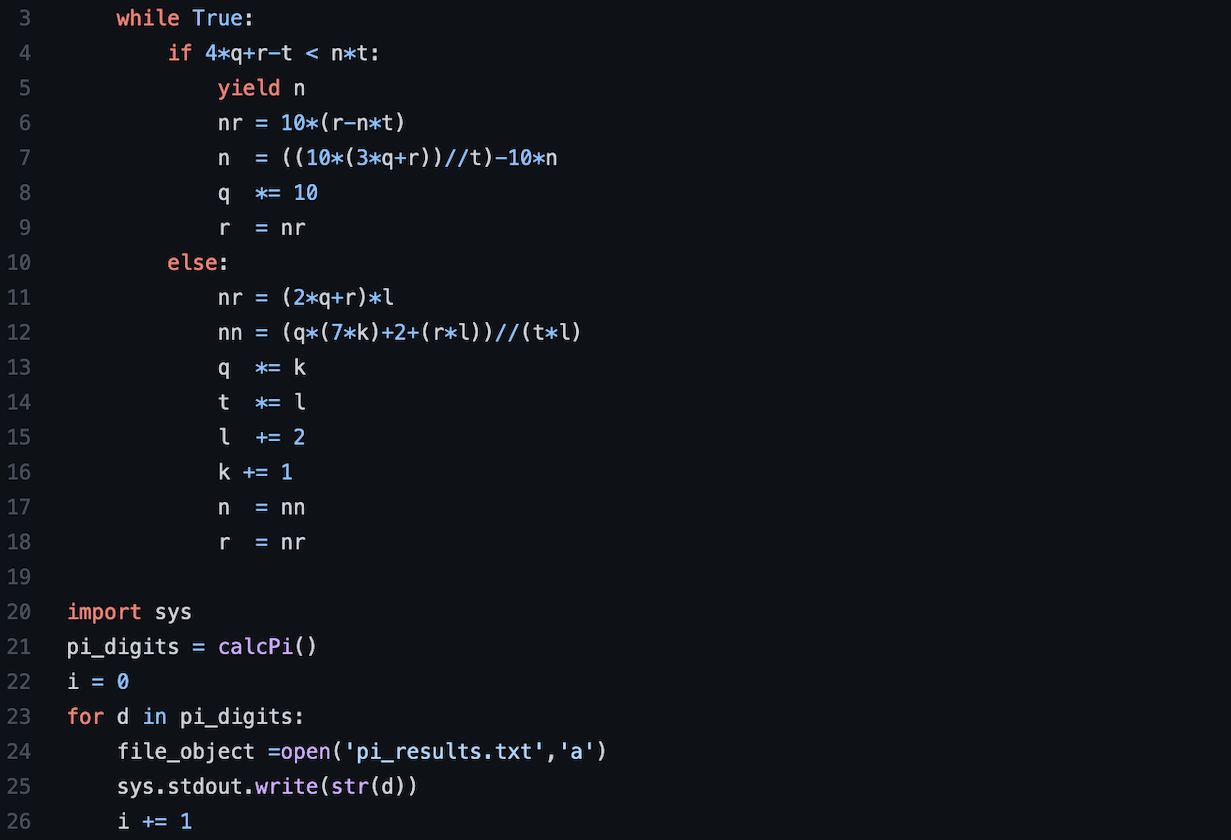 3 while True:
4 if 4*q+r-t < n*t:
5 yield n
6 nr = 10*(r-n*t)
7 n  = ((10*(3*q+r))//t)-10*n
8 q  *= 10
9 r  = nr
10 else:
11 nr = (2*q+r)*l
12 nn = (q*(7*k)+2+(r*l))//(t*l)
13 q  *= k
14 t  *= l
15 l  += 2
16 k += 1
17 n  = nn
18 r  = nr
19
20 import sys
21 pi_digits = calcPi()
22 i = 0
23 for d in pi_digits:
24 file_object =open('pi_results.txt','a')
25 sys.stdout.write(str(d))
26 i += 1